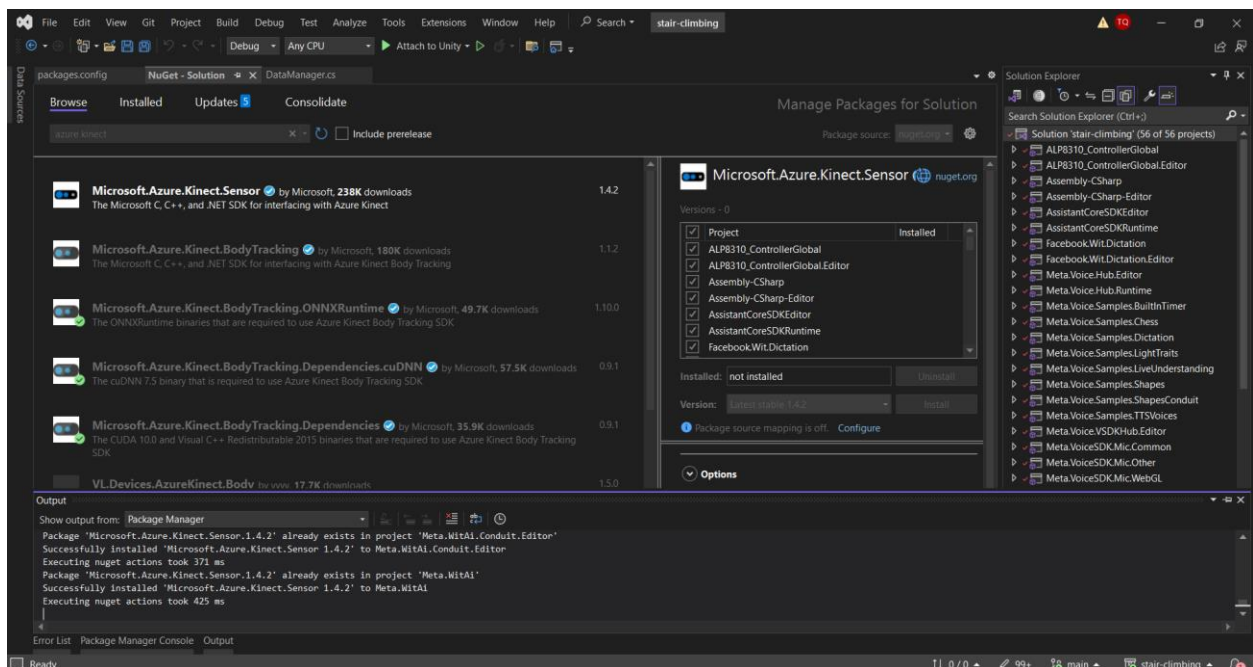 File Edit View Git Project Build Debug Test Analyze Tools Extensions Window Help Search stair-climbing TQ
Debug Any CPU Attach to Unity
Data Sources
packages.config NuGet - Solution DataManager.cs
Browse Installed Updates 5 Consolidate
Manage Packages for Solution
azure kinect Include prerelease
Package source: nuget.org
Microsoft.Azure.Kinect.Sensor by Microsoft, 238K downloads 1.4.2
The Microsoft C, C++, and .NET SDK for interfacing with Azure Kinect
Microsoft.Azure.Kinect.BodyTracking by Microsoft, 180K downloads 1.1.2
The Microsoft C, C++, and .NET SDK for interfacing with Azure Kinect Body Tracking
Microsoft.Azure.Kinect.BodyTracking.ONNXRuntime by Microsoft, 49.7K downloads 1.10.0
The ONNXRuntime binaries that are required to use Azure Kinect Body Tracking SDK
Microsoft.Azure.Kinect.BodyTracking.Dependencies.cuDNN by Microsoft, 57.5K downloads 0.9.1
The cuDNN 7.5 binary that is required to use Azure Kinect Body Tracking SDK
Microsoft.Azure.Kinect.BodyTracking.Dependencies by Microsoft, 35.9K downloads 0.9.1
The CUDA 10.0 and Visual C++ Redistributable 2015 binaries that are required to use Azure Kinect Body Tracking
SDK
VL.Devices.AzureKinect.Body by vvvv, 17.7K downloads 1.5.0
Microsoft.Azure.Kinect.Sensor nuget.org
Versions - 0
Project Installed
ALP8310_ControllerGlobal
ALP8310_ControllerGlobal.Editor
Assembly-CSharp
Assembly-CSharp-Editor
AssistantCoreSDKEditor
AssistantCoreSDKRuntime
Facebook.Wit.Dictation
Installed: not installed Uninstall
Version: Latest stable 1.4.2 Install
Package source mapping is off. Configure
Options
Solution Explorer
Search Solution Explorer (Ctrl+;)
Solution 'stair-climbing' (56 of 56 projects)
ALP8310_ControllerGlobal
ALP8310_ControllerGlobal.Editor
Assembly-CSharp
Assembly-CSharp-Editor
AssistantCoreSDKEditor
AssistantCoreSDKRuntime
Facebook.Wit.Dictation
Facebook.Wit.Dictation.Editor
Meta.Voice.Hub.Editor
Meta.Voice.Hub.Runtime
Meta.Voice.Samples.BuiltInTimer
Meta.Voice.Samples.Chess
Meta.Voice.Samples.Dictation
Meta.Voice.Samples.LightTraits
Meta.Voice.Samples.LiveUnderstanding
Meta.Voice.Samples.Shapes
Meta.Voice.Samples.ShapesConduit
Meta.Voice.Samples.TTSVoices
Meta.Voice.VSDKHub.Editor
Meta.VoiceSDK.Mic.Common
Meta.VoiceSDK.Mic.Other
Meta.VoiceSDK.Mic.WebGL
Output
Show output from: Package Manager
Package 'Microsoft.Azure.Kinect.Sensor.1.4.2' already exists in project 'Meta.WitAi.Conduit.Editor'
Successfully installed 'Microsoft.Azure.Kinect.Sensor 1.4.2' to Meta.WitAi.Conduit.Editor
Executing nuget actions took 371 ms
Package 'Microsoft.Azure.Kinect.Sensor.1.4.2' already exists in project 'Meta.WitAi'
Successfully installed 'Microsoft.Azure.Kinect.Sensor 1.4.2' to Meta.WitAi
Executing nuget actions took 425 ms
Error List Package Manager Console Output
Ready 0 / 0 99+ main stair-climbing